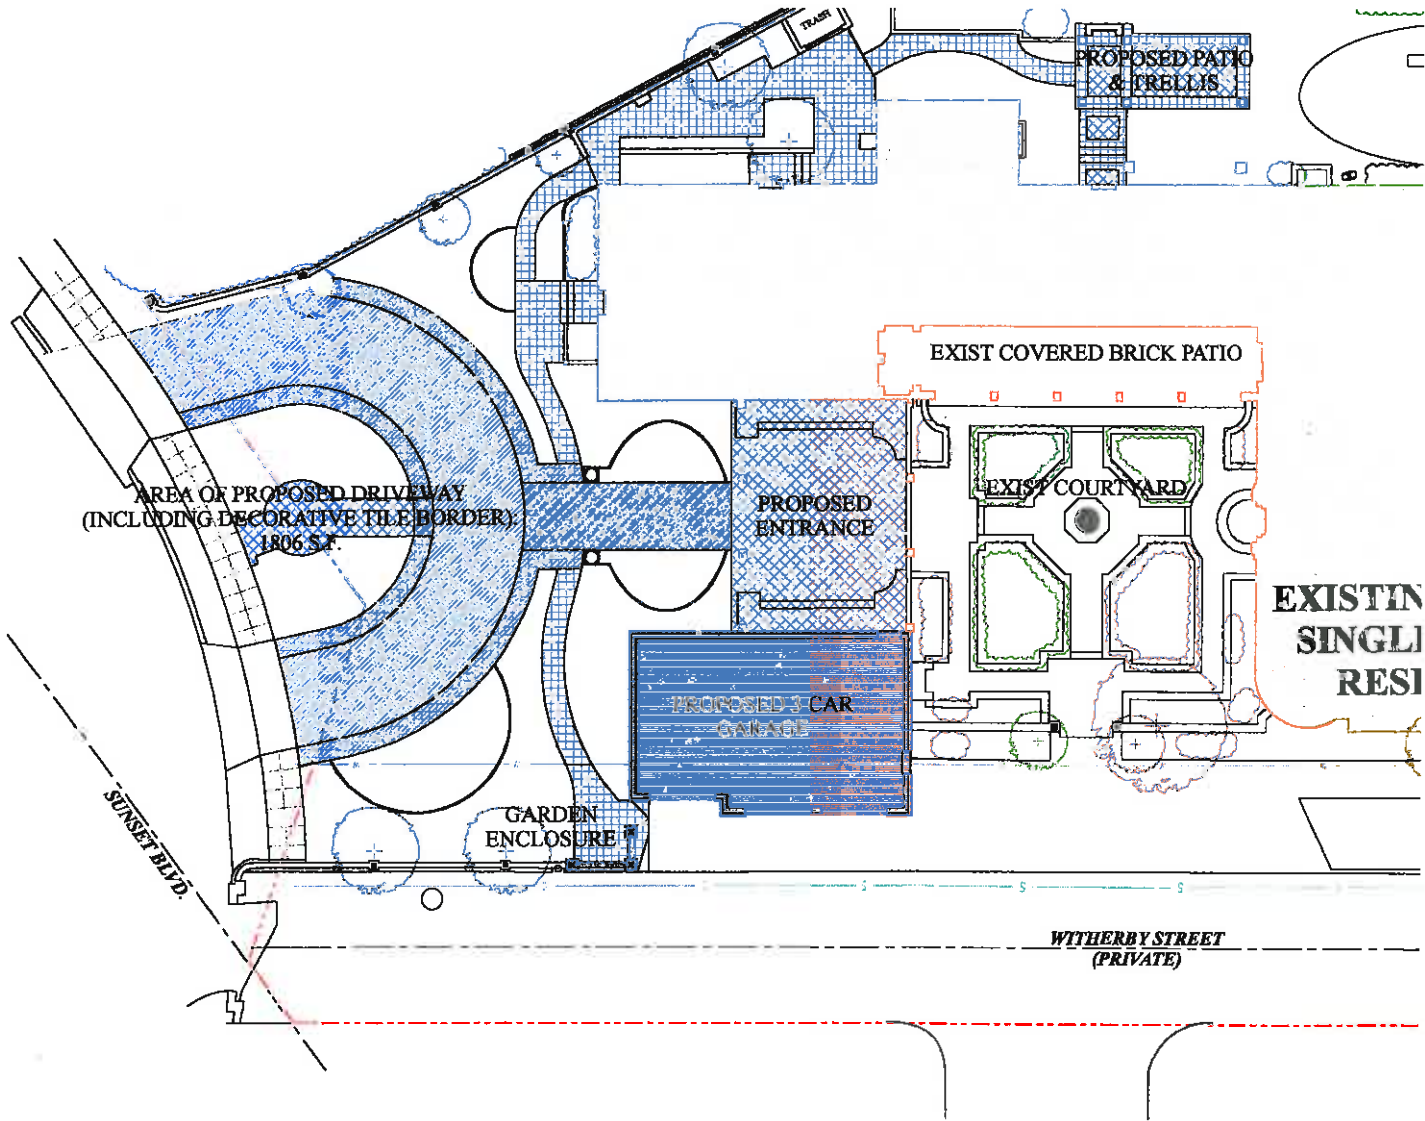 TRASH
PROPOSED PATIO
& TRELLIS
EXIST COVERED BRICK PATIO
AREA OF PROPOSED DRIVEWAY
(INCLUDING DECORATIVE TILE BORDER):
1806 S.F.
PROPOSED
ENTRANCE
EXIST COURTYARD
EXISTIN
SINGL
RESI
PROPOSED 3 CAR
GARAGE
GARDEN
ENCLOSURE
SUNSET BLVD.
S
S
S
WITHERBY STREET
(PRIVATE)